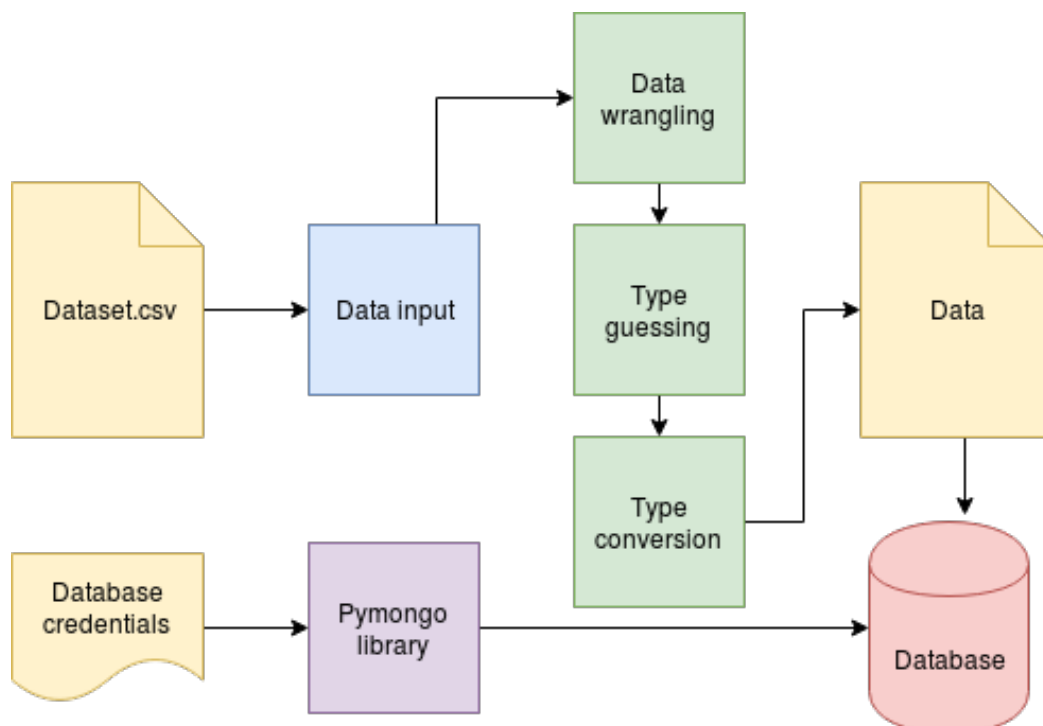 Data
wrangling
Dataset.csv
Data input
Type
guessing
Data
Type
conversion
Database
credentials
Pymongo
library
Database